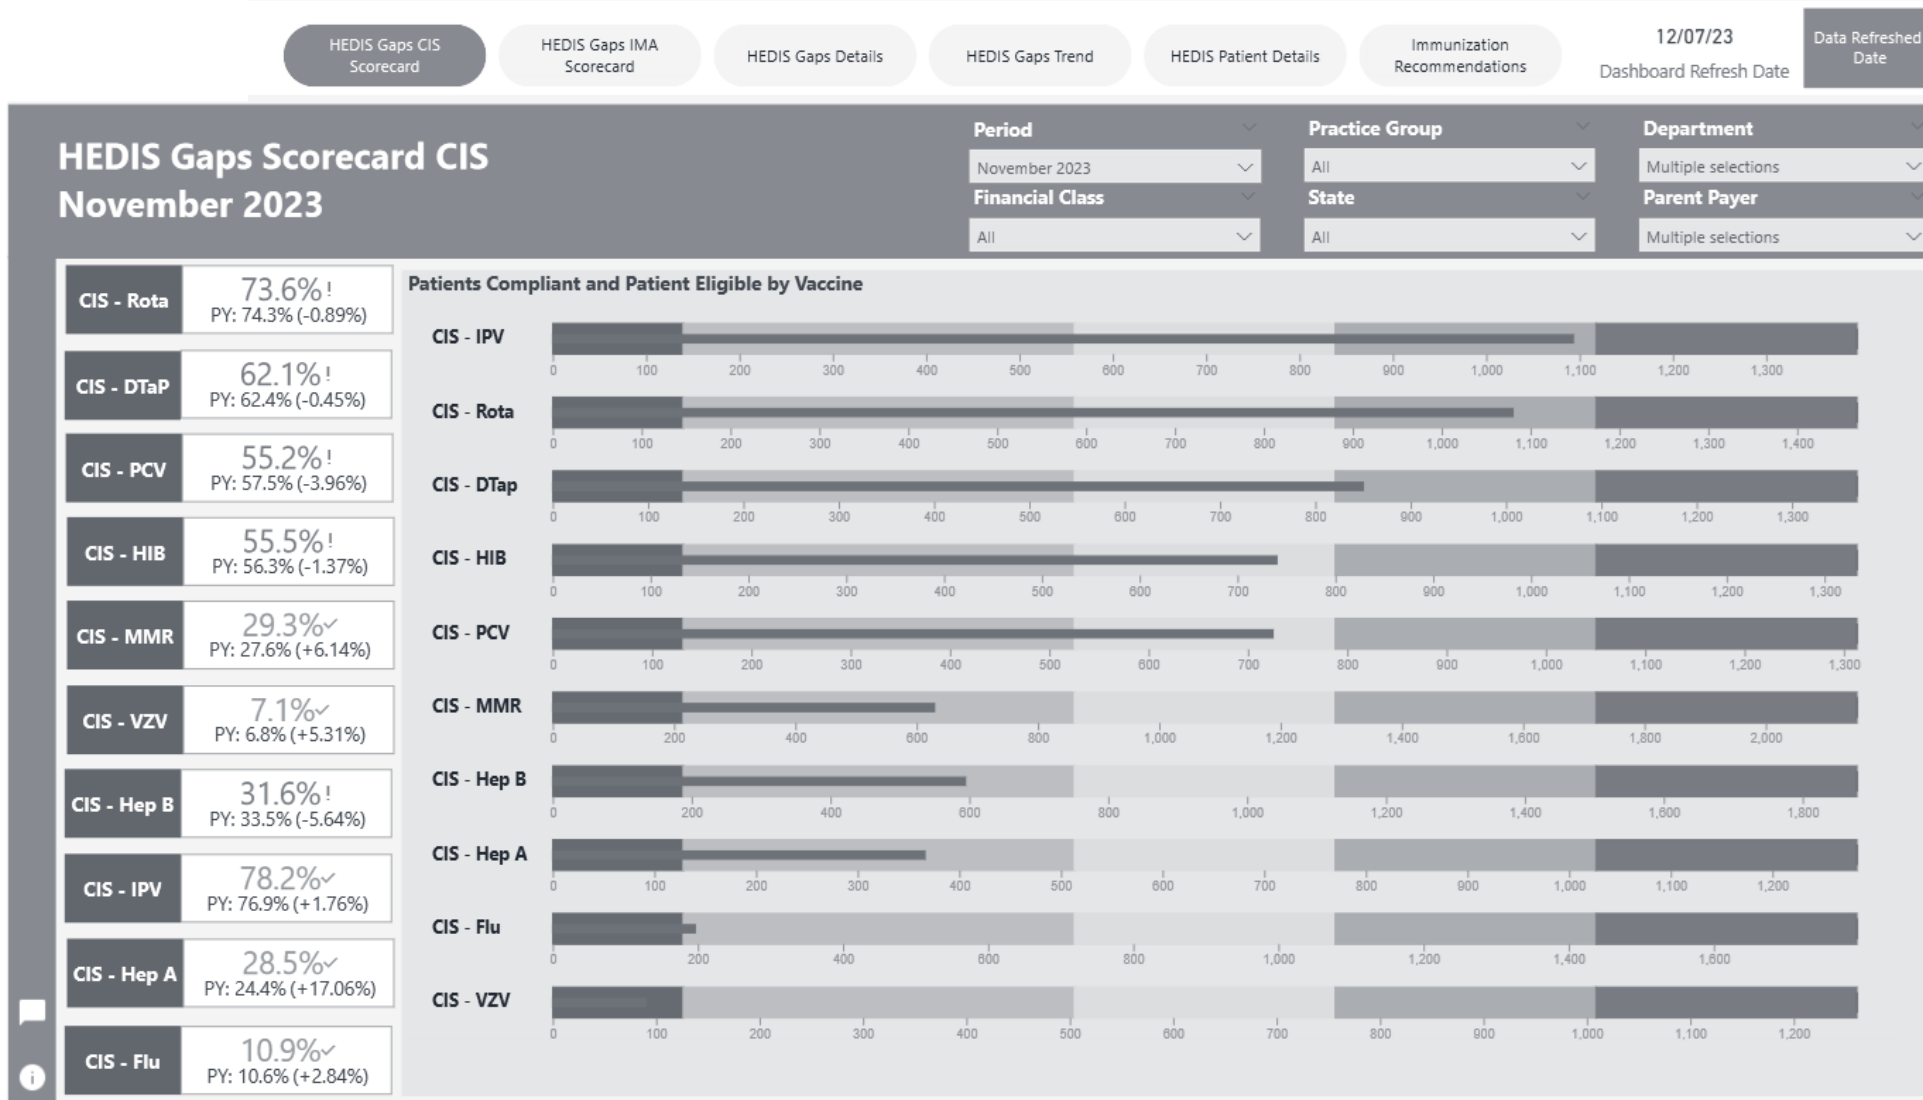 HEDIS Gaps CIS
Scorecard
HEDIS Gaps IMA
Scorecard
HEDIS Gaps Details
HEDIS Gaps Trend
HEDIS Patient Details
Immunization
Recommendations
12/07/23
Dashboard Refresh Date
Data Refreshed
Date
HEDIS Gaps Scorecard CIS
November 2023
Period
November 2023
Practice Group
All
Department
Multiple selections
Financial Class
All
State
All
Parent Payer
Multiple selections
CIS - Rota
73.6%!
PY: 74.3% (-0.89%)
CIS - DTaP
62.1%!
PY: 62.4% (-0.45%)
CIS - PCV
55.2%!
PY: 57.5% (-3.96%)
CIS - HIB
55.5%!
PY: 56.3% (-1.37%)
CIS - MMR
29.3%✓
PY: 27.6% (+6.14%)
CIS - VZV
7.1%✓
PY: 6.8% (+5.31%)
CIS - Hep B
31.6%!
PY: 33.5% (-5.64%)
CIS - IPV
78.2%✓
PY: 76.9% (+1.76%)
CIS - Hep A
28.5%✓
PY: 24.4% (+17.06%)
CIS - Flu
10.9%✓
PY: 10.6% (+2.84%)
Patients Compliant and Patient Eligible by Vaccine
CIS - IPV
0 100 200 300 400 500 600 700 800 900 1,000 1,100 1,200 1,300
CIS - Rota
0 100 200 300 400 500 600 700 800 900 1,000 1,100 1,200 1,300 1,400
CIS - DTap
0 100 200 300 400 500 600 700 800 900 1,000 1,100 1,200 1,300
CIS - HIB
0 100 200 300 400 500 600 700 800 900 1,000 1,100 1,200 1,300
CIS - PCV
0 100 200 300 400 500 600 700 800 900 1,000 1,100 1,200 1,300
CIS - MMR
0 200 400 600 800 1,000 1,200 1,400 1,600 1,800 2,000
CIS - Hep B
0 200 400 600 800 1,000 1,200 1,400 1,600 1,800
CIS - Hep A
0 100 200 300 400 500 600 700 800 900 1,000 1,100 1,200
CIS - Flu
0 200 400 600 800 1,000 1,200 1,400 1,600
CIS - VZV
0 100 200 300 400 500 600 700 800 900 1,000 1,100 1,200